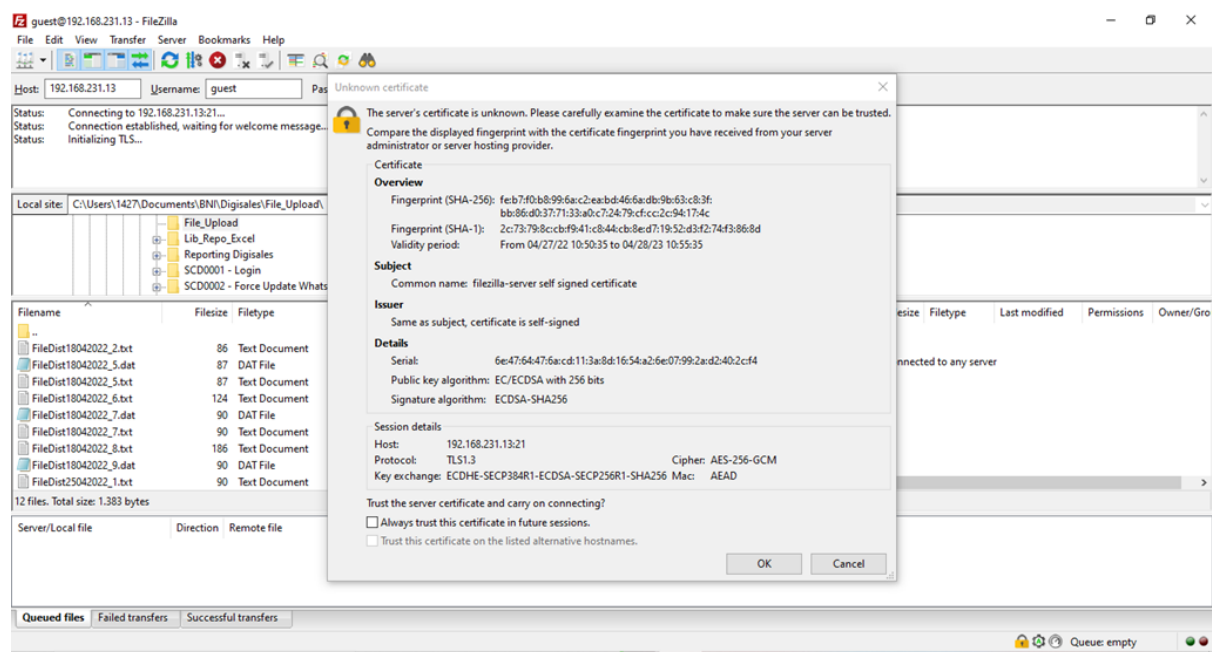 guest@192.168.231.13 - FileZilla
File Edit View Transfer Server Bookmarks Help
Host: 192.168.231.13 Username: guest Pas
Unknown certificate
Status: Connecting to 192.168.231.13:21...
Status: Connection established, waiting for welcome message...
Status: Initializing TLS...
The server's certificate is unknown. Please carefully examine the certificate to make sure the server can be trusted.
Compare the displayed fingerprint with the certificate fingerprint you have received from your server
administrator or server hosting provider.
Certificate
Overview
Fingerprint (SHA-256): fe:b7:f0:b8:99:6a:c2:ea:bd:46:6a:db:9b:63:c8:3f:
bb:86:d0:37:71:33:a0:c7:24:79:cf:cc:2c:94:17:4c
Fingerprint (SHA-1): 2c:73:79:8c:cb:f9:41:c8:44:cb:8e:d7:19:52:d3:f2:74:f3:86:8d
Validity period: From 04/27/22 10:50:35 to 04/28/23 10:55:35
Subject
Common name: filezilla-server self signed certificate
Issuer
Same as subject, certificate is self-signed
Details
Serial: 6e:47:64:47:6a:cd:11:3a:8d:16:54:a2:6e:07:99:2a:d2:40:2c:f4
Public key algorithm: EC/ECDSA with 256 bits
Signature algorithm: ECDSA-SHA256
Session details
Host: 192.168.231.13:21
Protocol: TLS1.3 Cipher: AES-256-GCM
Key exchange: ECDHE-SECP384R1-ECDSA-SECP256R1-SHA256 Mac: AEAD
Trust the server certificate and carry on connecting?
Always trust this certificate in future sessions.
Trust this certificate on the listed alternative hostnames.
OK Cancel
Local site: C:\Users\1427\Documents\BNI\Digisales\File_Upload\
File_Upload
Lib_Repo_Excel
Reporting Digisales
SCD0001 - Login
SCD0002 - Force Update Whats
Filename Filesize Filetype
..
FileDist18042022_2.txt 86 Text Document
FileDist18042022_5.dat 87 DAT File
FileDist18042022_5.txt 87 Text Document
FileDist18042022_6.txt 124 Text Document
FileDist18042022_7.dat 90 DAT File
FileDist18042022_7.txt 90 Text Document
FileDist18042022_8.txt 186 Text Document
FileDist18042022_9.dat 90 DAT File
FileDist25042022_1.txt 90 Text Document
12 files. Total size: 1.383 bytes
esize Filetype Last modified Permissions Owner/Gro
nnected to any server
Server/Local file Direction Remote file
Queued files Failed transfers Successful transfers
Queue: empty